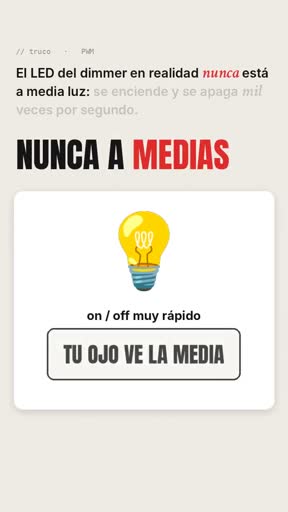 // truco · PWM
El LED del dimmer en realidad nunca está
a media luz: se enciende y se apaga mil
veces por segundo.
NUNCA A MEDIAS
on / off muy rápido
TU OJO VE LA MEDIA